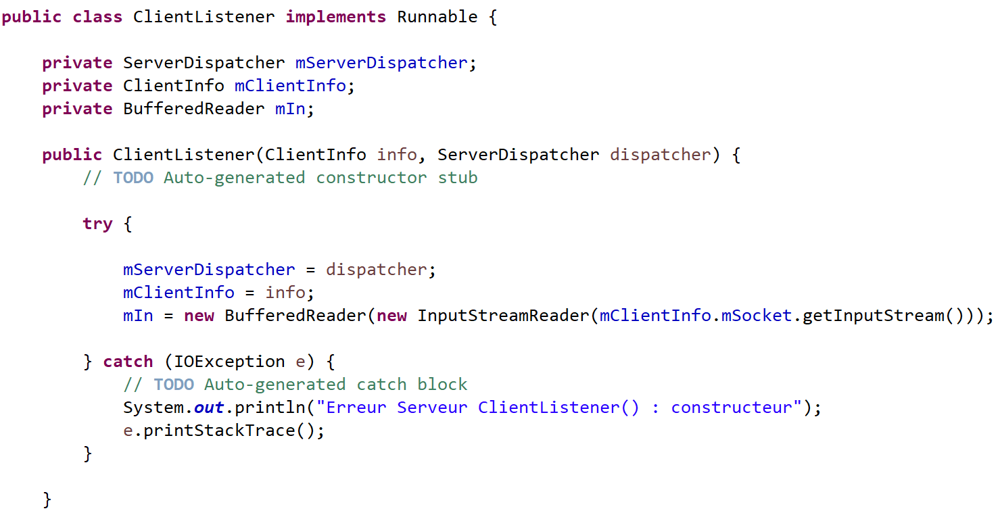 public class ClientListener implements Runnable {
private ServerDispatcher mServerDispatcher;
private ClientInfo mClientInfo;
private BufferedReader mIn;
public ClientListener(ClientInfo info, ServerDispatcher dispatcher) {
// TODO Auto-generated constructor stub
try {
mServerDispatcher = dispatcher;
mClientInfo = info;
mIn = new BufferedReader(new InputStreamReader(mClientInfo.mSocket.getInputStream()));
} catch (IOException e) {
// TODO Auto-generated catch block
System.out.println("Erreur Serveur ClientListener() : constructeur");
e.printStackTrace();
}
}